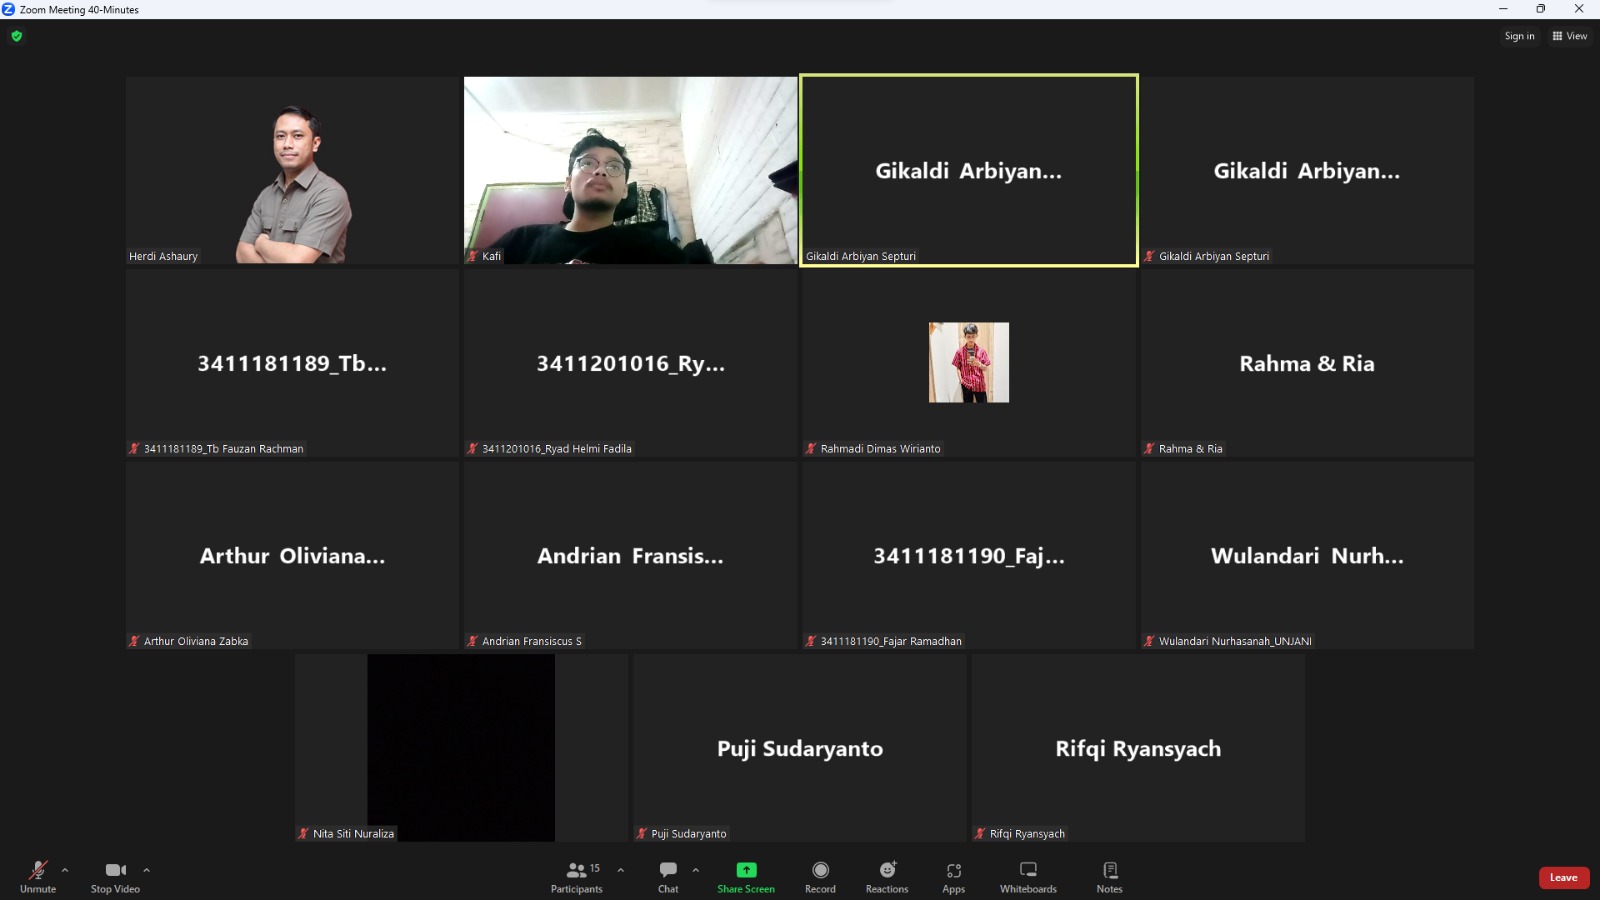 Zoom Meeting 40-Minutes
Sign in
View
Herdi Ashaury
Kafi
Gikaldi Arbiyan...
Gikaldi Arbiyan Septuri
Gikaldi Arbiyan...
Gikaldi Arbiyan Septuri
3411181189_Tb...
3411181189_Tb Fauzan Rachman
3411201016_Ry...
3411201016_Ryad Helmi Fadila
Rahmadi Dimas Wirianto
Rahma & Ria
Rahma & Ria
Arthur Oliviana...
Arthur Oliviana Zabka
Andrian Fransis...
Andrian Fransiscus S
3411181190_Faj...
3411181190_Fajar Ramadhan
Wulandari Nurh...
Wulandari Nurhasanah_UNJANI
Nita Siti Nuraliza
Puji Sudaryanto
Puji Sudaryanto
Rifqi Ryansyach
Rifqi Ryansyach
Unmute
Stop Video
15
Participants
Chat
Share Screen
Record
Reactions
Apps
Whiteboards
Notes
Leave